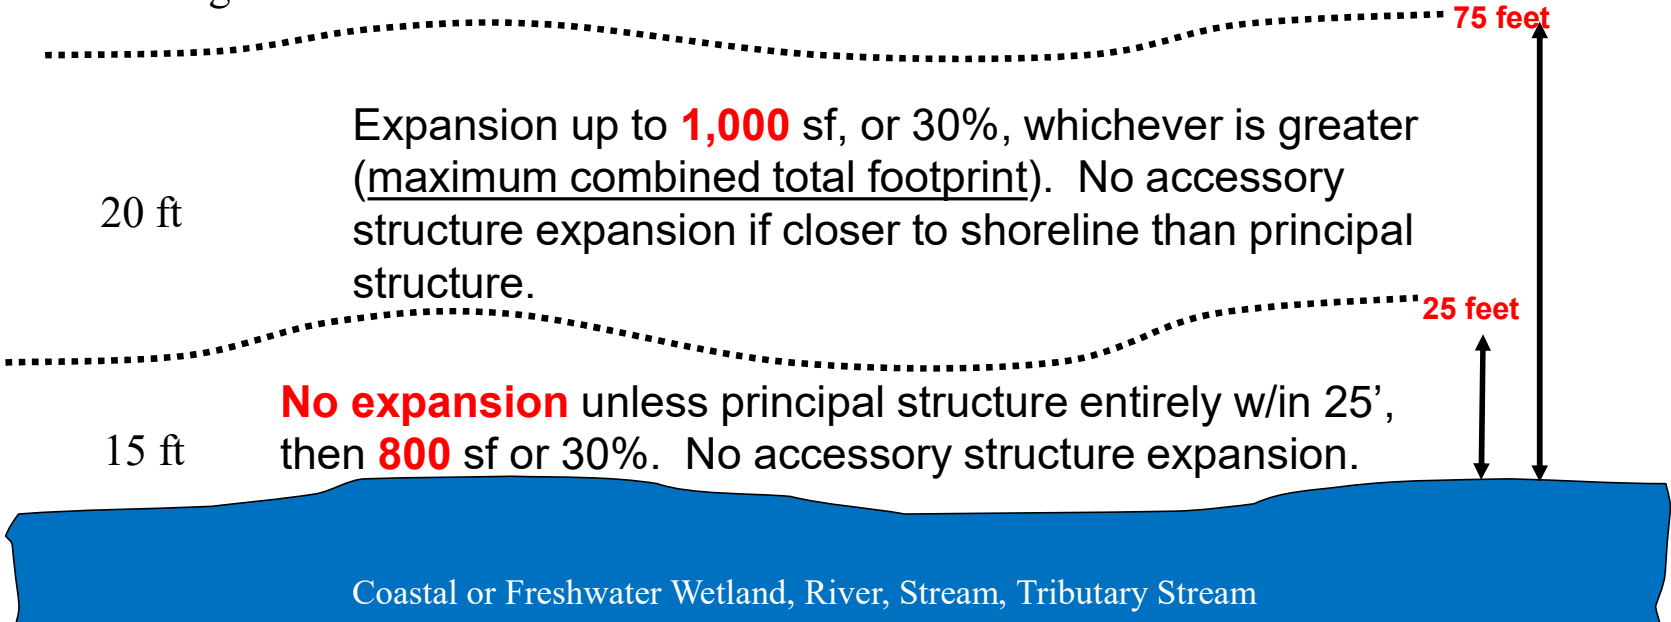 75 feet
Expansion up to 1,000 sf, or 30%, whichever is greater
(maximum combined total footprint).  No accessory
20 ft
structure expansion if closer to shoreline than principal
structure.
25 feet
No expansion unless principal structure entirely w/in 25’,
15 ft
then 800 sf or 30%.  No accessory structure expansion.
Coastal or Freshwater Wetland, River, Stream, Tributary Stream